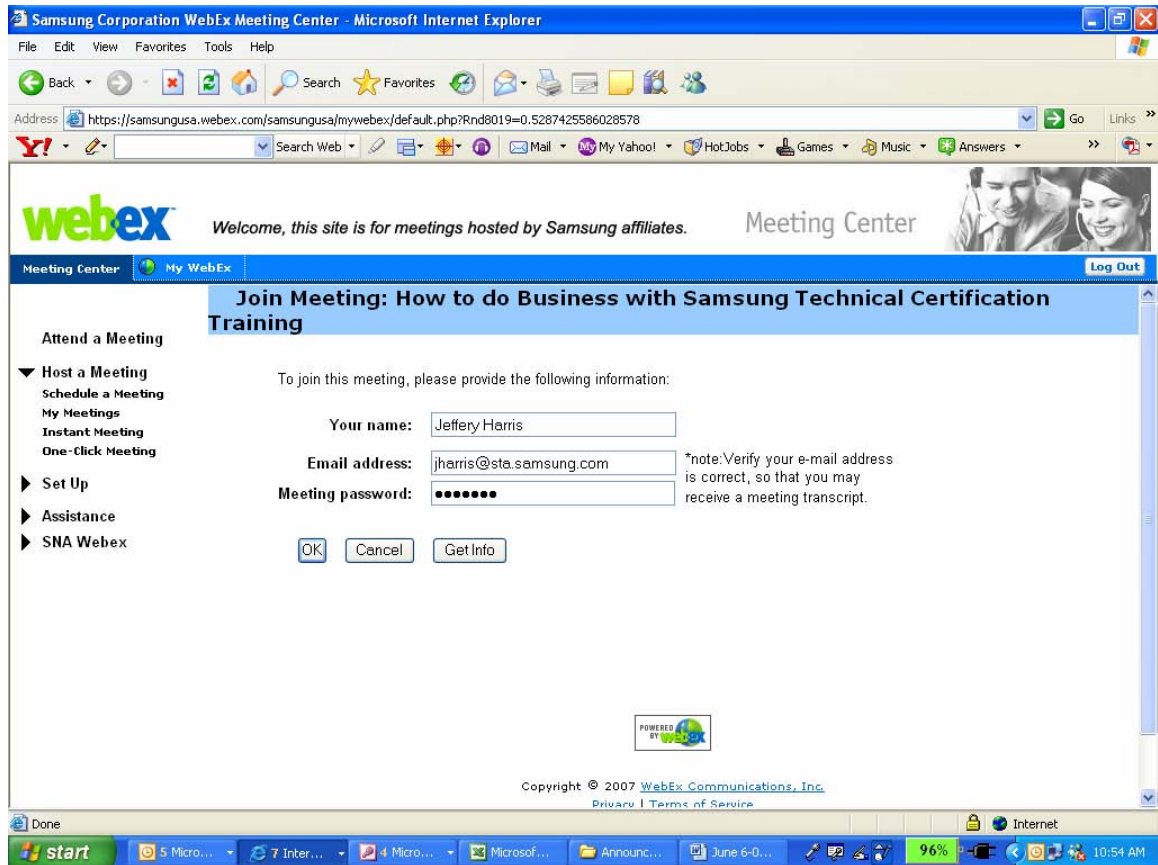 Samsung Corporation WebEx Meeting Center - Microsoft Internet Explorer
File Edit View Favorites Tools Help
Back Search Favorites
Address https://samsungusa.webex.com/samsungusa/mywebex/default.php?Rnd8019=0.5287425586028578 Go Links »
Y! Search Web Mail My Yahoo! HotJobs Games Music Answers »
webex Welcome, this site is for meetings hosted by Samsung affiliates. Meeting Center
Meeting Center My WebEx Log Out
Join Meeting: How to do Business with Samsung Technical Certification
Training
Attend a Meeting
Host a Meeting
Schedule a Meeting
My Meetings
Instant Meeting
One-Click Meeting
Set Up
Assistance
SNA Webex
To join this meeting, please provide the following information:
Your name: Jeffery Harris
Email address: jharris@sta.samsung.com
Meeting password: •••••••
*note:Verify your e-mail address
is correct, so that you may
receive a meeting transcript.
OK Cancel Get Info
POWERED
BY webex
Copyright © 2007 WebEx Communications, Inc.
Privacy | Terms of Service
Done Internet
start 5 Micro... 7 Inter... 4 Micro... Microsof... Announc... June 6-0... 96% 10:54 AM